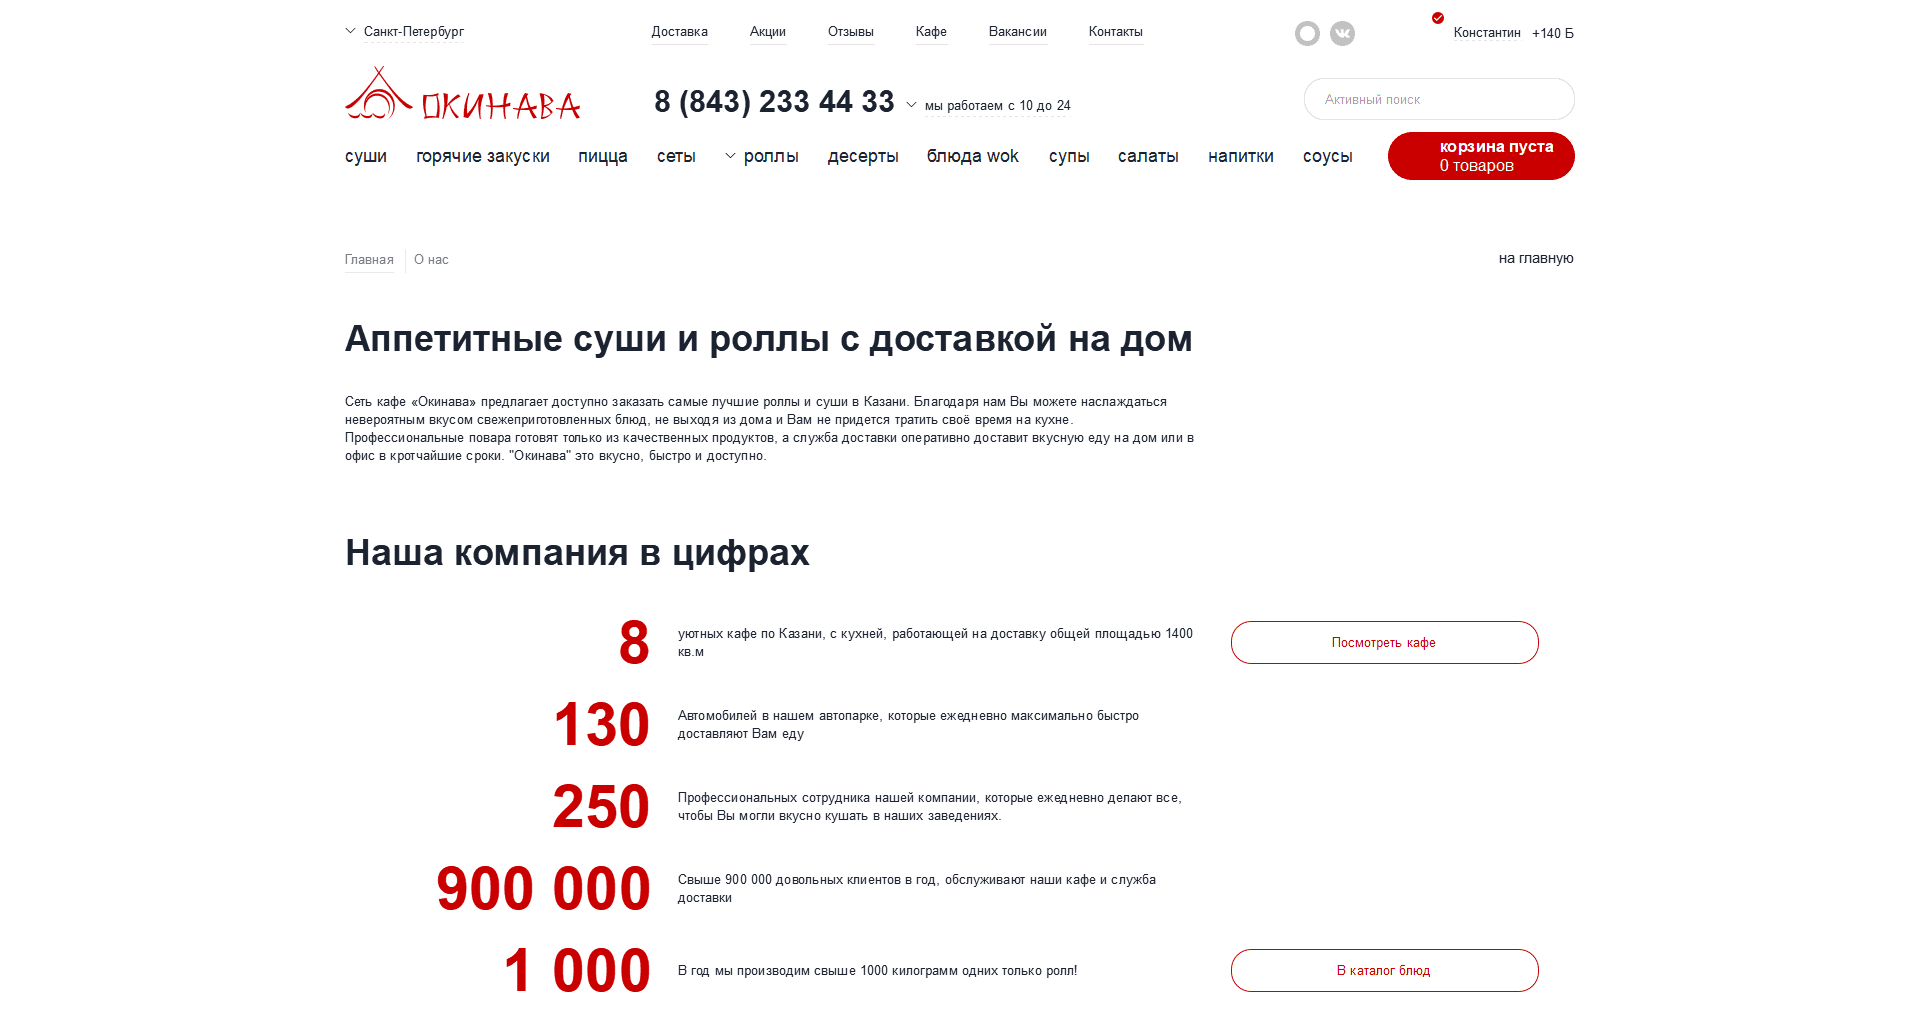 Санкт-Петербург
Доставка
Акции
Отзывы
Кафе
Вакансии
Контакты
Константин
+140 Б
ОКИНАВА
8 (843) 233 44 33
мы работаем с 10 до 24
Активный поиск
суши
горячие закуски
пицца
сеты
роллы
десерты
блюда wok
супы
салаты
напитки
соусы
корзина пуста
0 товаров
Главная
О нас
на главную
Аппетитные суши и роллы с доставкой на дом
Сеть кафе «Окинава» предлагает доступно заказать самые лучшие роллы и суши в Казани. Благодаря нам Вы можете наслаждаться
невероятным вкусом свежеприготовленных блюд, не выходя из дома и Вам не придется тратить своё время на кухне.
Профессиональные повара готовят только из качественных продуктов, а служба доставки оперативно доставит вкусную еду на дом или в
офис в кротчайшие сроки. "Окинава" это вкусно, быстро и доступно.
Наша компания в цифрах
8
уютных кафе по Казани, с кухней, работающей на доставку общей площадью 1400
кв.м
Посмотреть кафе
130
Автомобилей в нашем автопарке, которые ежедневно максимально быстро
доставляют Вам еду
250
Профессиональных сотрудника нашей компании, которые ежедневно делают все,
чтобы Вы могли вкусно кушать в наших заведениях.
900 000
Свыше 900 000 довольных клиентов в год, обслуживают наши кафе и служба
доставки
1 000
В год мы производим свыше 1000 килограмм одних только ролл!
В каталог блюд